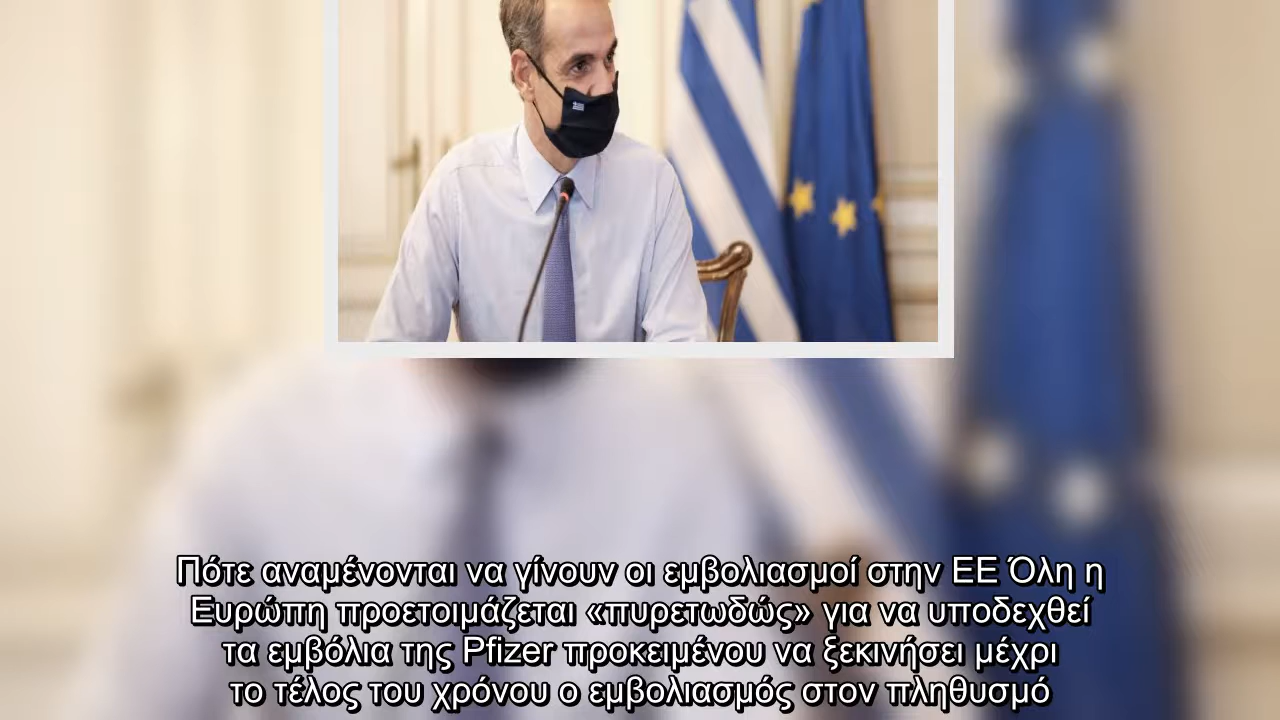 Πότε αναμένονται να γίνουν οι εμβολιασμοί στην ΕΕ Όλη η
Ευρώπη προετοιμάζεται «πυρετωδώς» για να υποδεχθεί
τα εμβόλια της Pfizer προκειμένου να ξεκινήσει μέχρι
το τέλος του χρόνου ο εμβολιασμός στον πληθυσμό